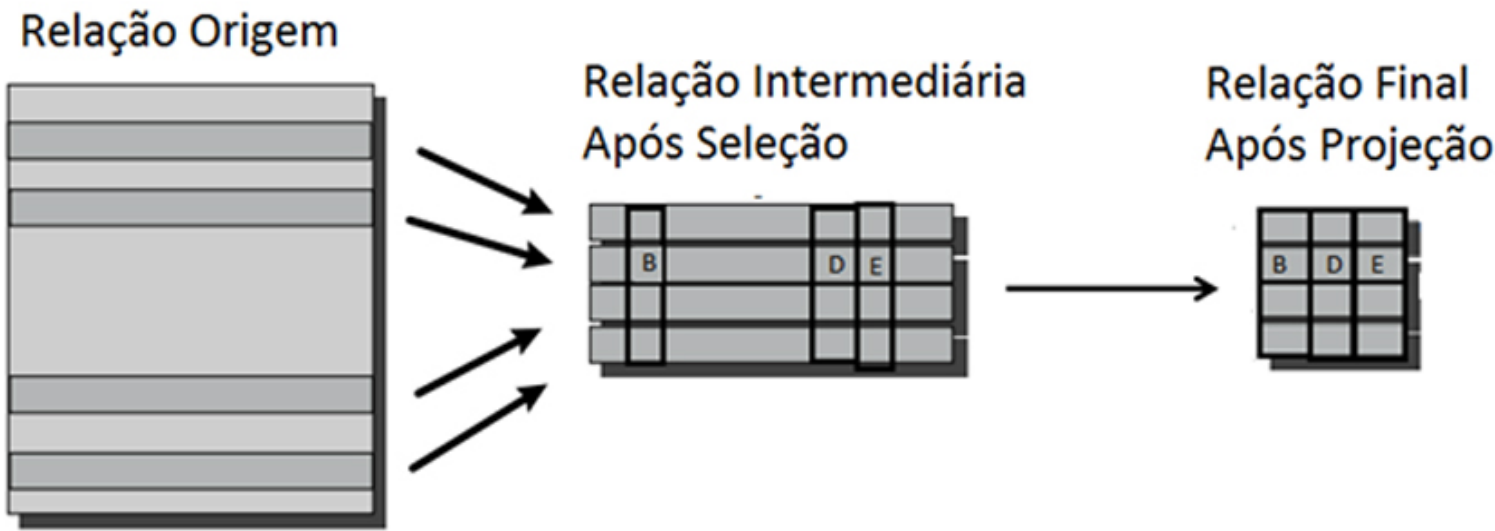 Relação Origem
Relação Intermediária
Após Seleção
Relação Final
Após Projeção
B D E
B D E